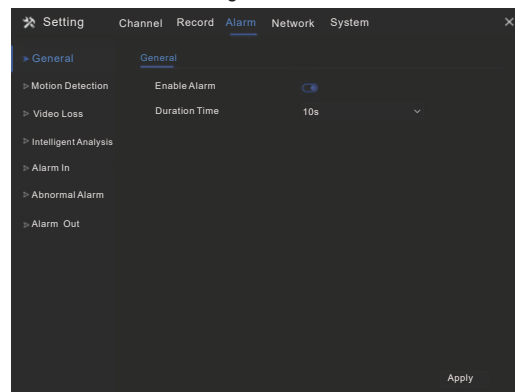 Setting Channel Record Alarm Network System
General
Motion Detection
Video Loss
Intelligent Analysis
Alarm In
Abnormal Alarm
Alarm Out
General
Enable Alarm
Duration Time 10s
Apply